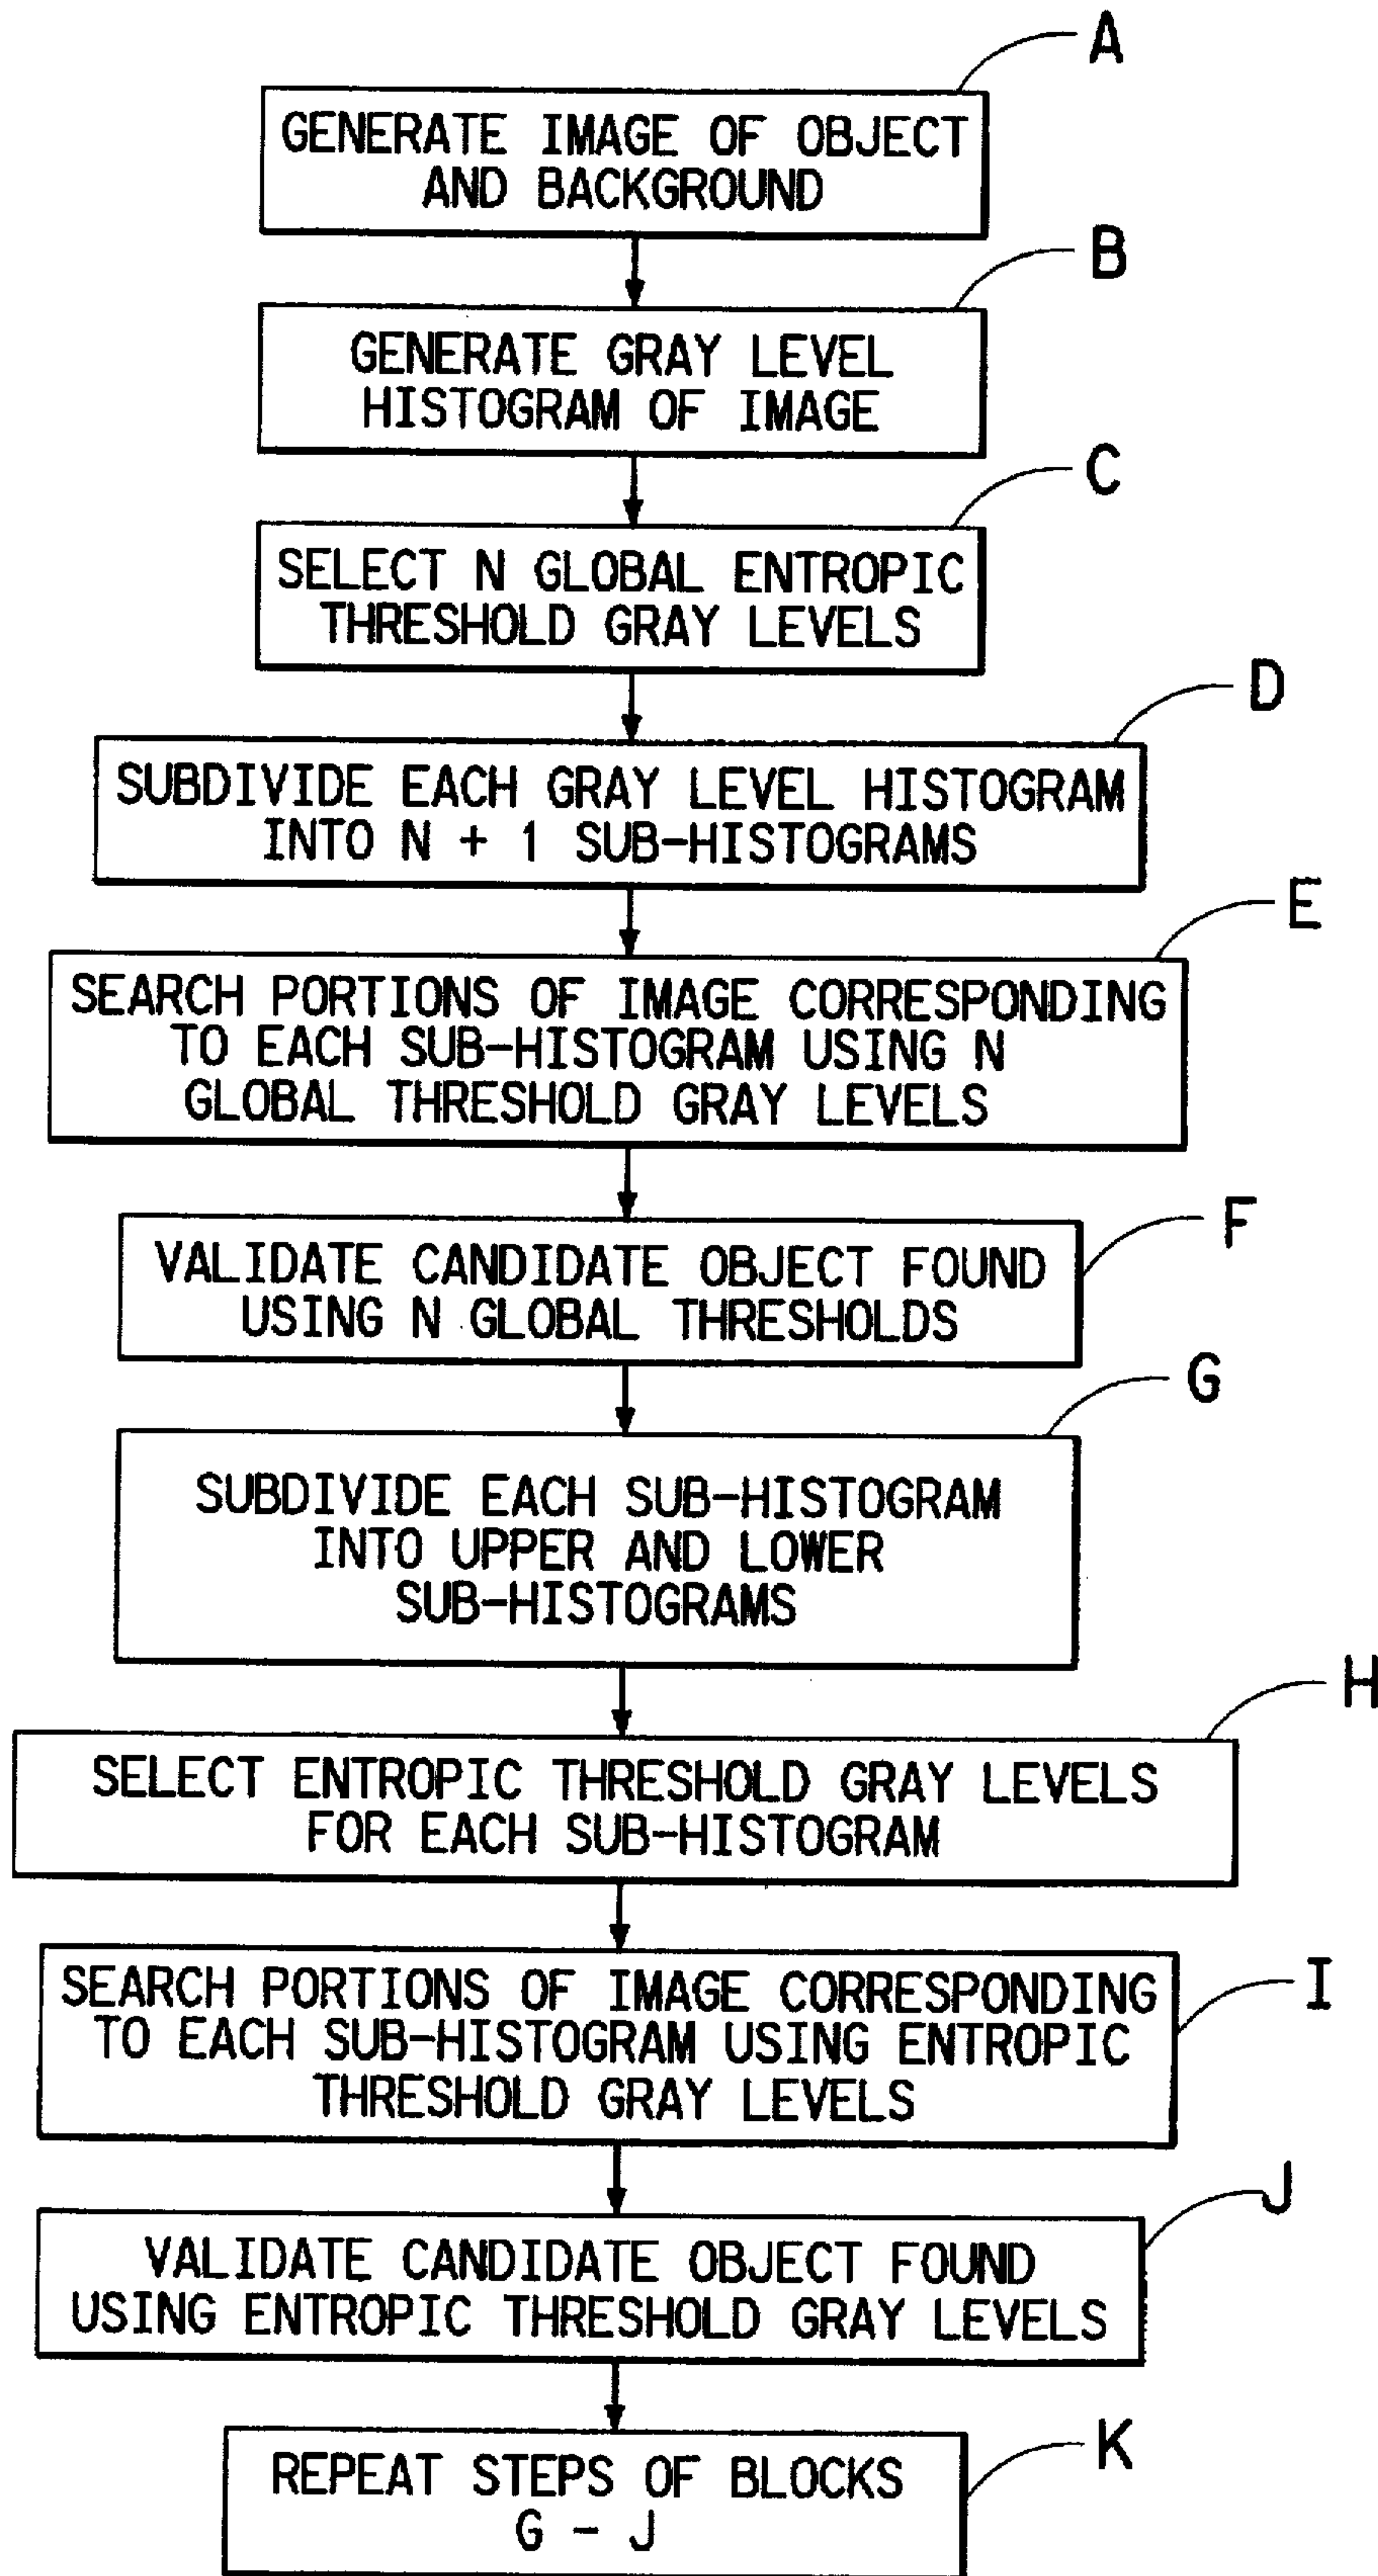 A
GENERATE IMAGE OF OBJECT
AND BACKGROUND
B
GENERATE GRAY LEVEL
HISTOGRAM OF IMAGE
C
SELECT N GLOBAL ENTROPIC
THRESHOLD GRAY LEVELS
D
SUBDIVIDE EACH GRAY LEVEL HISTOGRAM
INTO N + 1 SUB-HISTOGRAMS
E
SEARCH PORTIONS OF IMAGE CORRESPONDING
TO EACH SUB-HISTOGRAM USING N
GLOBAL THRESHOLD GRAY LEVELS
F
VALIDATE CANDIDATE OBJECT FOUND
USING N GLOBAL THRESHOLDS
G
SUBDIVIDE EACH SUB-HISTOGRAM
INTO UPPER AND LOWER
SUB-HISTOGRAMS
H
SELECT ENTROPIC THRESHOLD GRAY LEVELS
FOR EACH SUB-HISTOGRAM
I
SEARCH PORTIONS OF IMAGE CORRESPONDING
TO EACH SUB-HISTOGRAM USING ENTROPIC
THRESHOLD GRAY LEVELS
J
VALIDATE CANDIDATE OBJECT FOUND
USING ENTROPIC THRESHOLD GRAY LEVELS
K
REPEAT STEPS OF BLOCKS
G - J